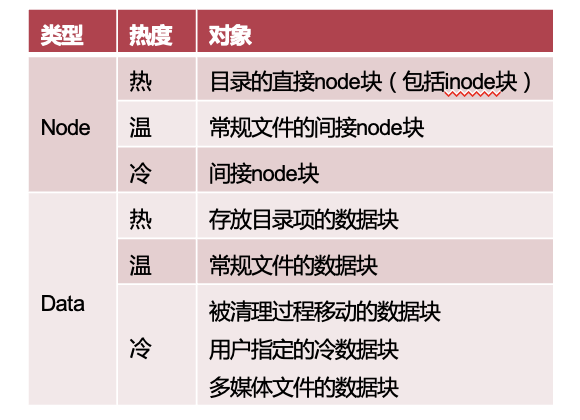 类型 热度 对象
Node 热 目录的直接node块（包括inode块）
温 常规文件的间接node块
冷 间接node块
Data 热 存放目录项的数据块
温 常规文件的数据块
冷 被清理过程移动的数据块
用户指定的冷数据块
多媒体文件的数据块